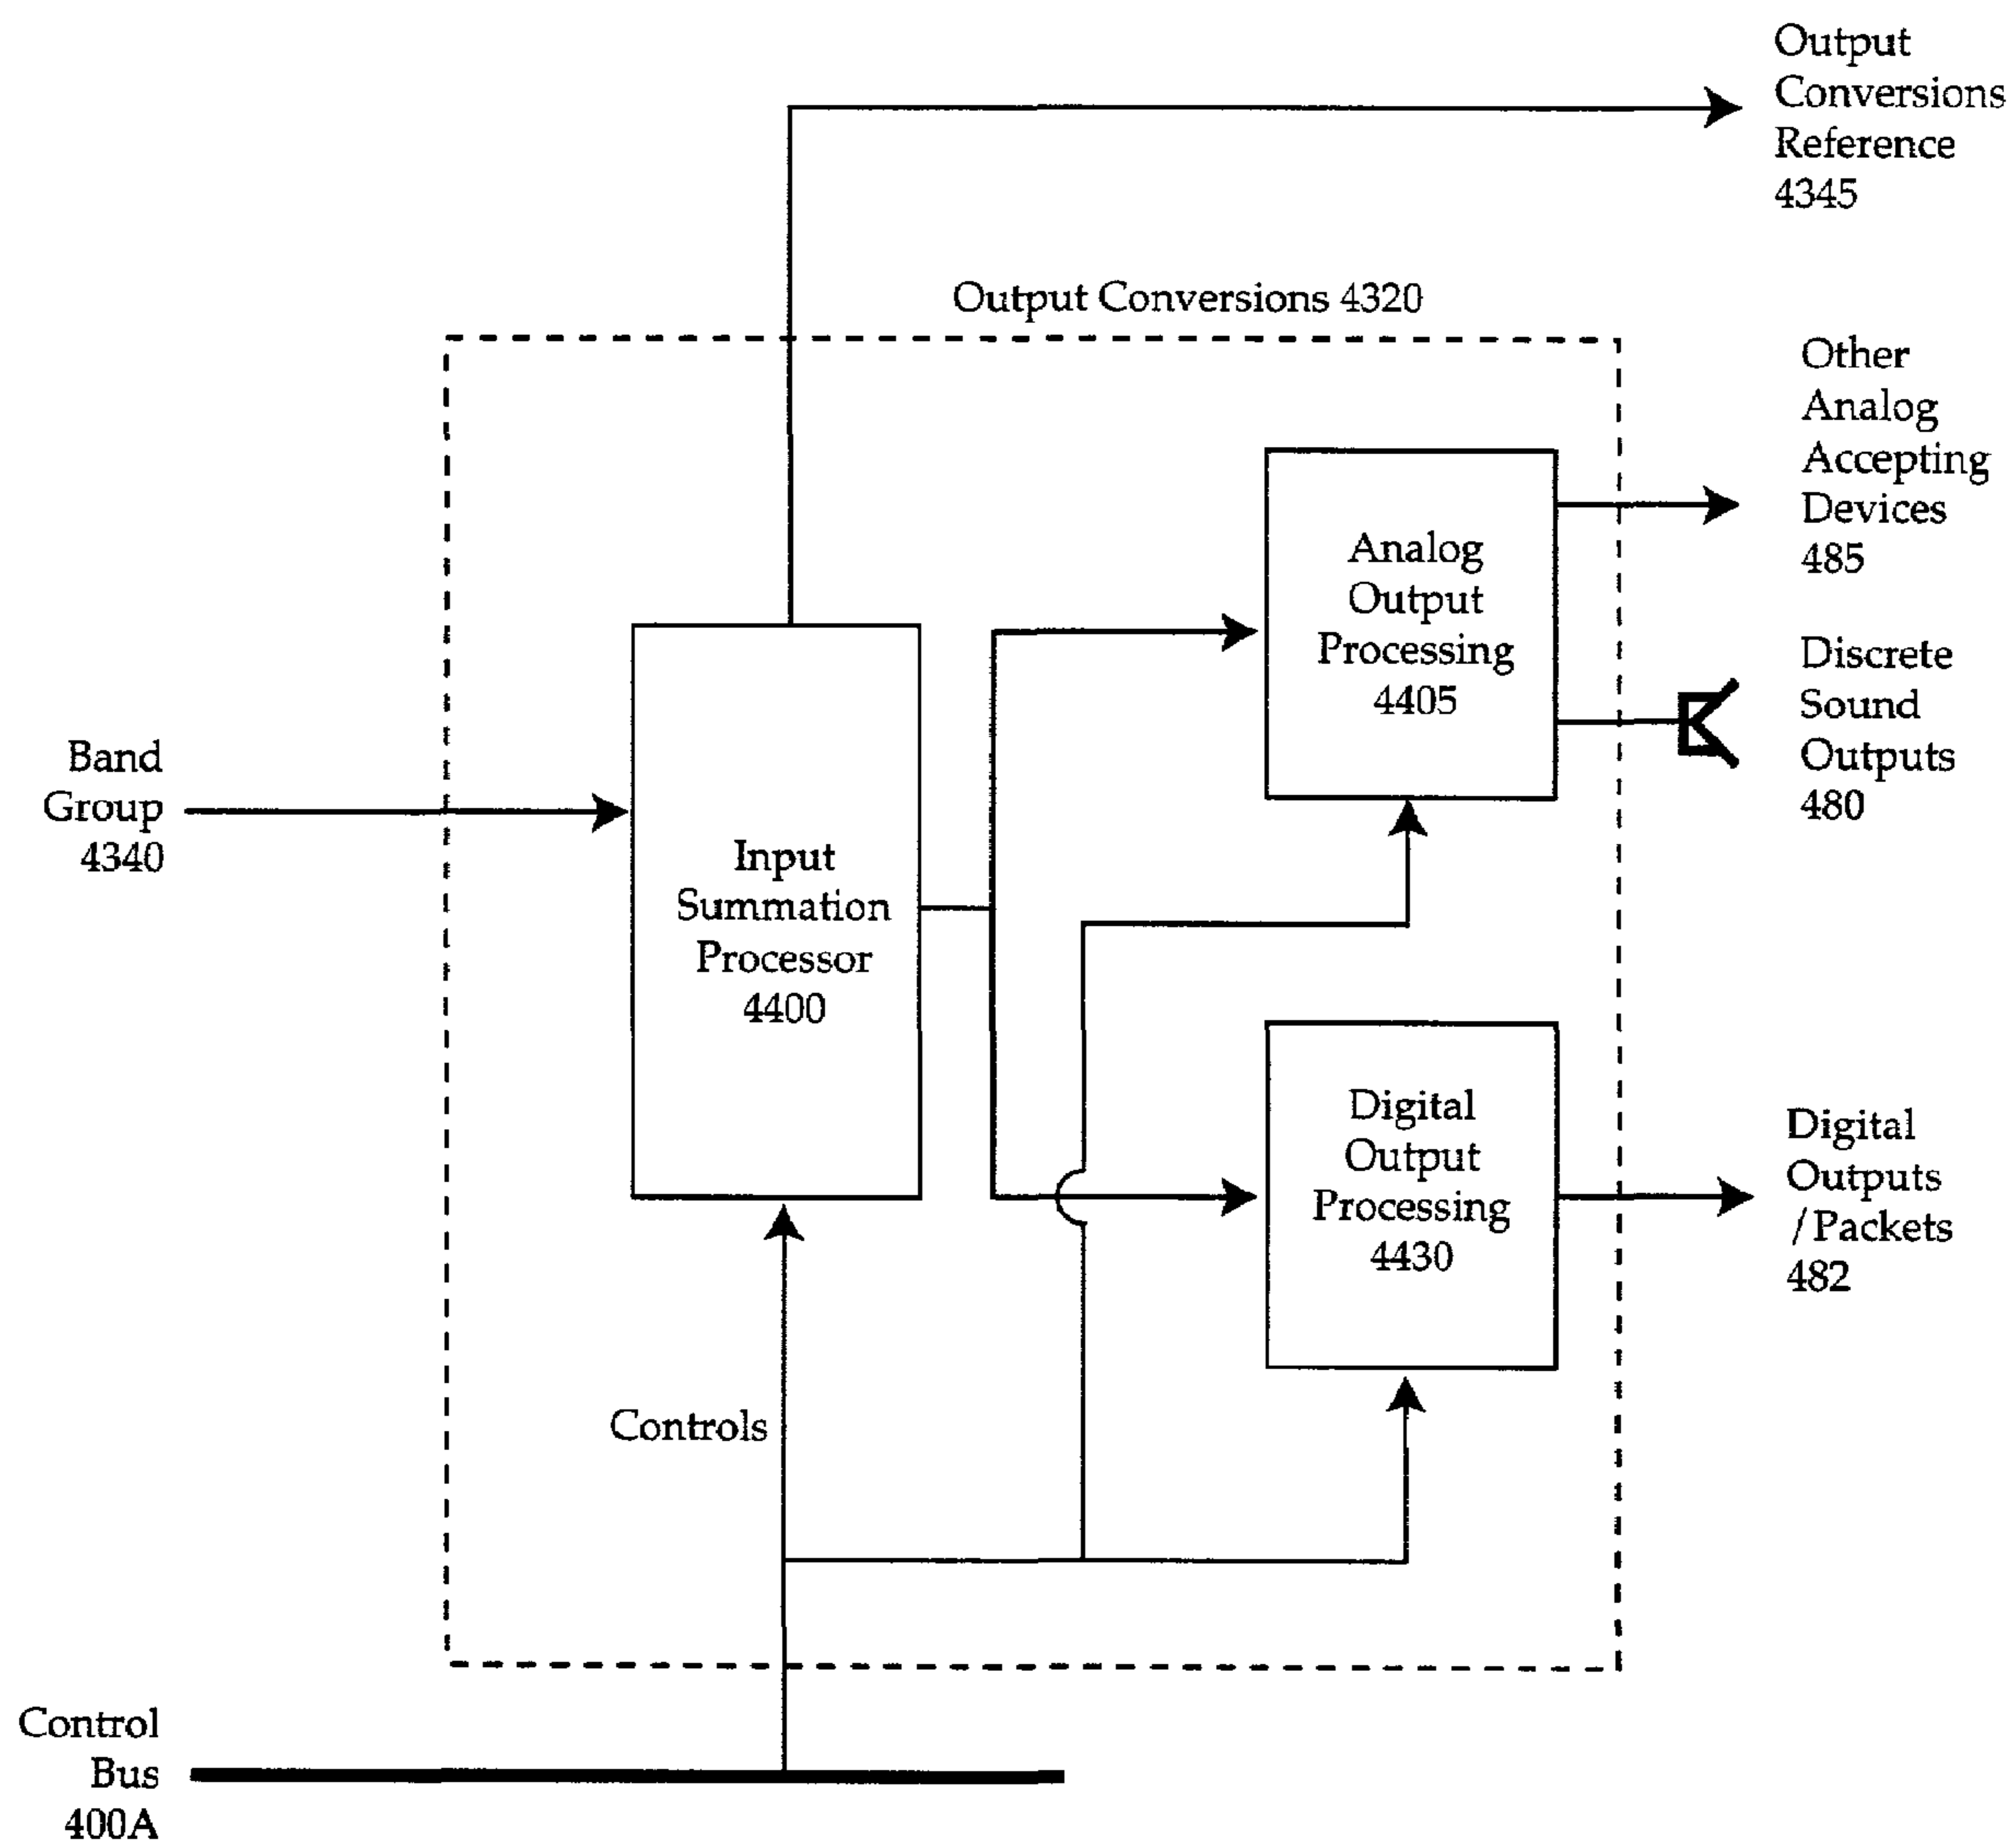 Output
Conversions
Reference
4345
Output Conversions 4320
Other
Analog
Accepting
Devices
485
Analog
Output
Processing
4405
Discrete
Sound
Outputs
480
Band
Group
4340
Input
Summation
Processor
4400
Digital
Output
Processing
4430
Digital
Outputs
/Packets
482
Controls
Control
Bus
400A